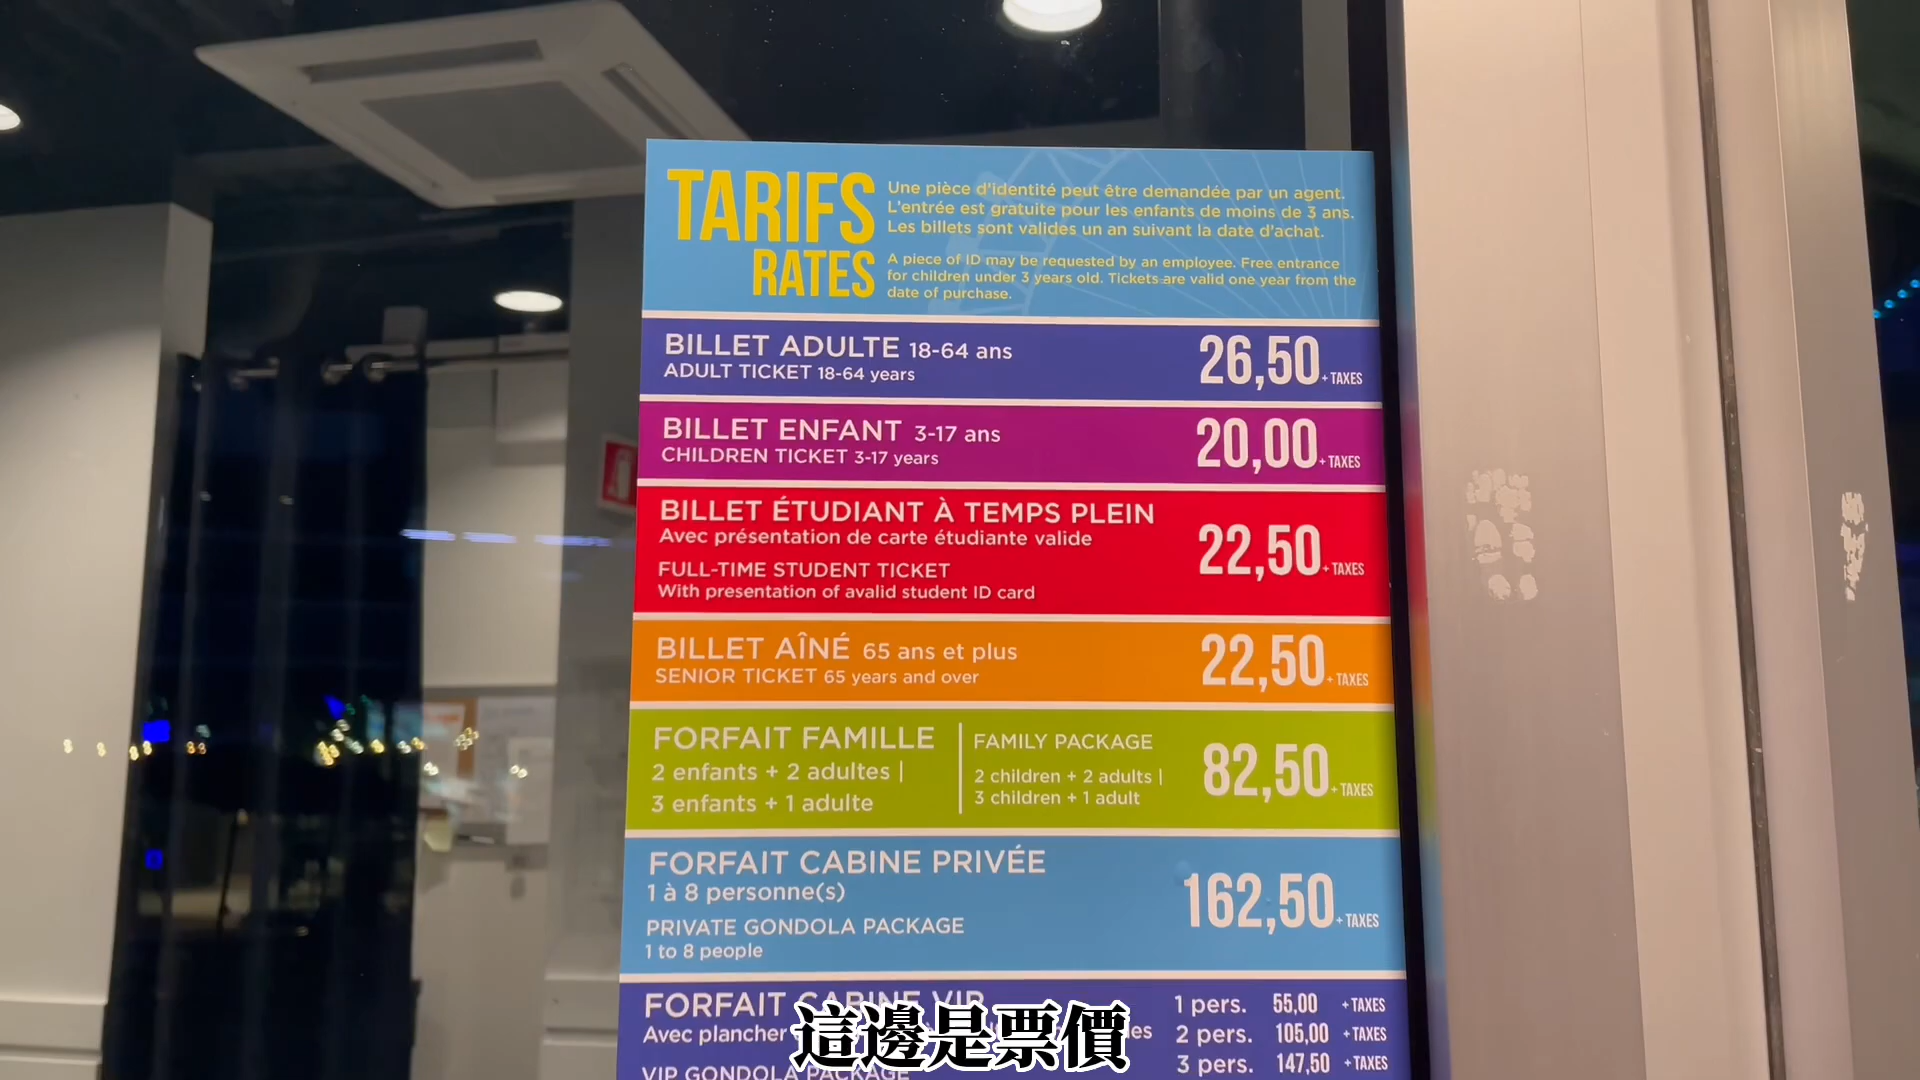 TARIFS
RATES
Une pièce d'identité peut être demandée par un agent.
L'entrée est gratuite pour les enfants de moins de 3 ans.
Les billets sont valides un an suivant la date d'achat.
A piece of ID may be requested by an employee. Free entrance
for children under 3 years old. Tickets are valid one year from the
date of purchase.
BILLET ADULTE 18-64 ans
ADULT TICKET 18-64 years
26,50 + TAXES
BILLET ENFANT 3-17 ans
CHILDREN TICKET 3-17 years
20,00 + TAXES
BILLET ÉTUDIANT À TEMPS PLEIN
Avec présentation de carte étudiante valide
FULL-TIME STUDENT TICKET
With presentation of avalid student ID card
22,50 + TAXES
BILLET AÎNÉ 65 ans et plus
SENIOR TICKET 65 years and over
22,50 + TAXES
FORFAIT FAMILLE
2 enfants + 2 adultes |
3 enfants + 1 adulte
FAMILY PACKAGE
2 children + 2 adults |
3 children + 1 adult
82,50 + TAXES
FORFAIT CABINE PRIVÉE
1 à 8 personne(s)
PRIVATE GONDOLA PACKAGE
1 to 8 people
162,50 + TAXES
FORFAIT CABINE VIP
Avec plancher
VIP GONDOLA PACKAGE
1 pers. 55,00 + TAXES
2 pers. 105,00 + TAXES
3 pers. 147,50 + TAXES
這邊是票價